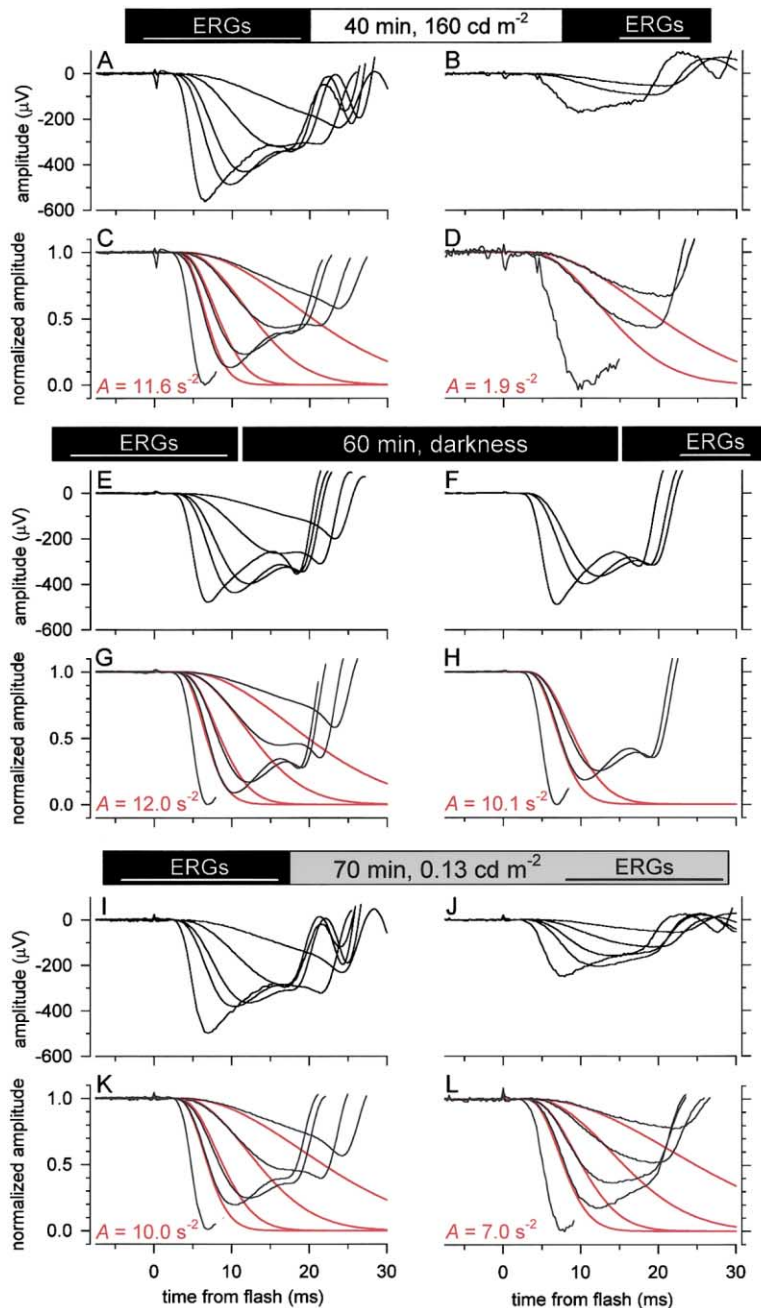 ERGs 40 min, 160 cd m-2 ERGs
A B
amplitude (µV)
0
-200
-400
-600
C D
normalized amplitude
1.0
0.5
0.0
A = 11.6 s-2 A = 1.9 s-2
ERGs 60 min, darkness ERGs
E F
amplitude (µV)
0
-200
-400
-600
G H
normalized amplitude
1.0
0.5
0.0
A = 12.0 s-2 A = 10.1 s-2
ERGs 70 min, 0.13 cd m-2 ERGs
I J
amplitude (µV)
0
-200
-400
-600
K L
normalized amplitude
1.0
0.5
0.0
A = 10.0 s-2 A = 7.0 s-2
0 10 20 30 0 10 20 30
time from flash (ms) time from flash (ms)